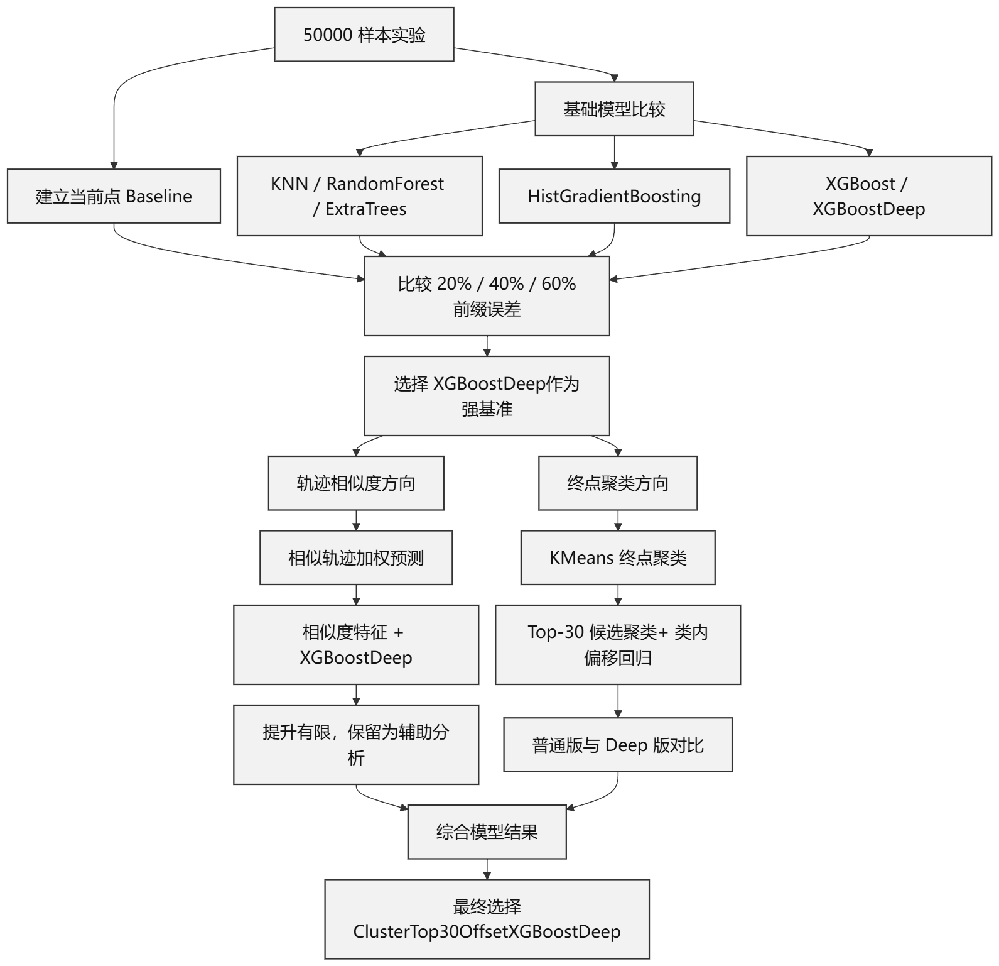 50000 样本实验
基础模型比较
建立当前点 Baseline
KNN / RandomForest
/ ExtraTrees
HistGradientBoosting
XGBoost /
XGBoostDeep
比较 20% / 40% / 60%
前缀误差
选择 XGBoostDeep作为
强基准
轨迹相似度方向
终点聚类方向
相似轨迹加权预测
KMeans 终点聚类
相似度特征 +
XGBoostDeep
Top-30 候选聚类+ 类内
偏移回归
提升有限，保留为辅助分
析
普通版与 Deep 版对比
综合模型结果
最终选择
ClusterTop30OffsetXGBoostDeep